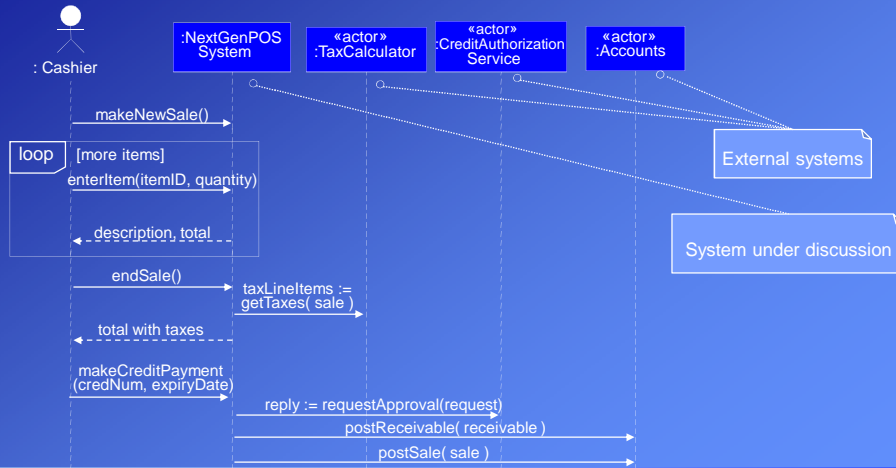 : Cashier
:NextGenPOS
System
«actor»
:TaxCalculator
«actor»
:CreditAuthorization
Service
«actor»
:Accounts
makeNewSale()
External systems
loop
[more items]
enterItem(itemID, quantity)
description, total
System under discussion
endSale()
taxLineItems :=
getTaxes( sale )
total with taxes
makeCreditPayment
(credNum, expiryDate)
reply := requestApproval(request)
postReceivable( receivable )
postSale( sale )